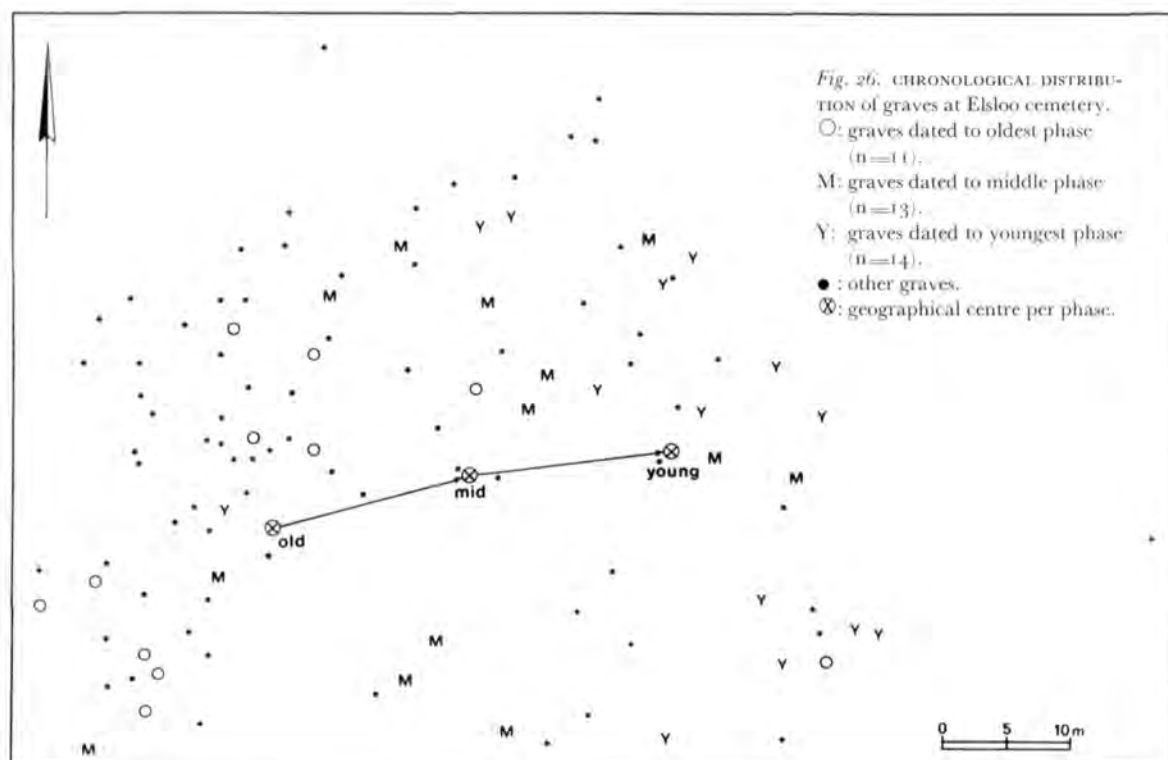 Fig. 26. CHRONOLOGICAL DISTRIBU-
TION of graves at Elsloo cemetery.
○: graves dated to oldest phase
(n=11).
M: graves dated to middle phase
(n=13).
Y: graves dated to youngest phase
(n=14).
●: other graves.
⊗: geographical centre per phase.
Y
Y
M
M
Y
Y
M
M
M
Y
Y
M
Y
Y
young
M
mid
M
Y
old
M
Y
M
Y
Y
Y
M
M
Y
M
0 5 10 m